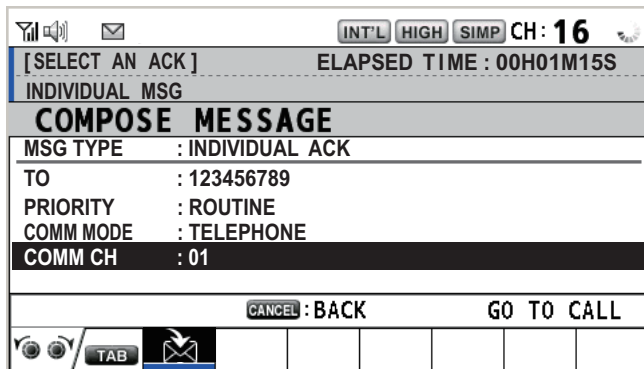 INT'L HIGH SIMP CH: 16
[SELECT AN ACK] ELAPSED TIME : 00H01M15S
INDIVIDUAL MSG
COMPOSE MESSAGE
MSG TYPE : INDIVIDUAL ACK
TO : 123456789
PRIORITY : ROUTINE
COMM MODE : TELEPHONE
COMM CH : 01
CANCEL : BACK GO TO CALL
TAB